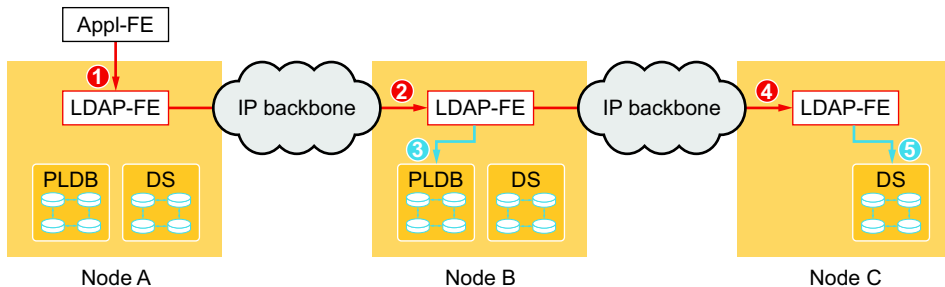 Appl-FE
1
LDAP-FE
IP backbone
2
LDAP-FE
IP backbone
4
LDAP-FE
3
5
PLDB
DS
PLDB
DS
DS
Node A
Node B
Node C